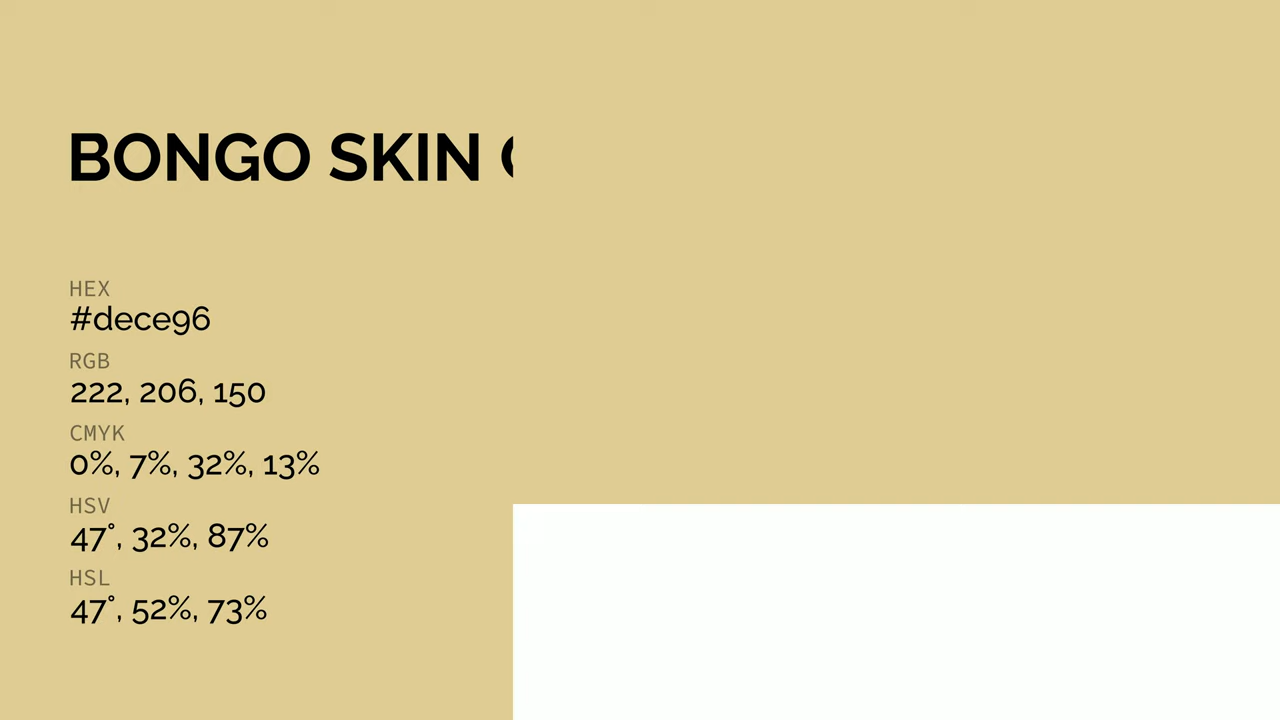 BONGO SKIN
HEX
#dece96
RGB
222, 206, 150
CMYK
0%, 7%, 32%, 13%
HSV
47°, 32%, 87%
HSL
47°, 52%, 73%